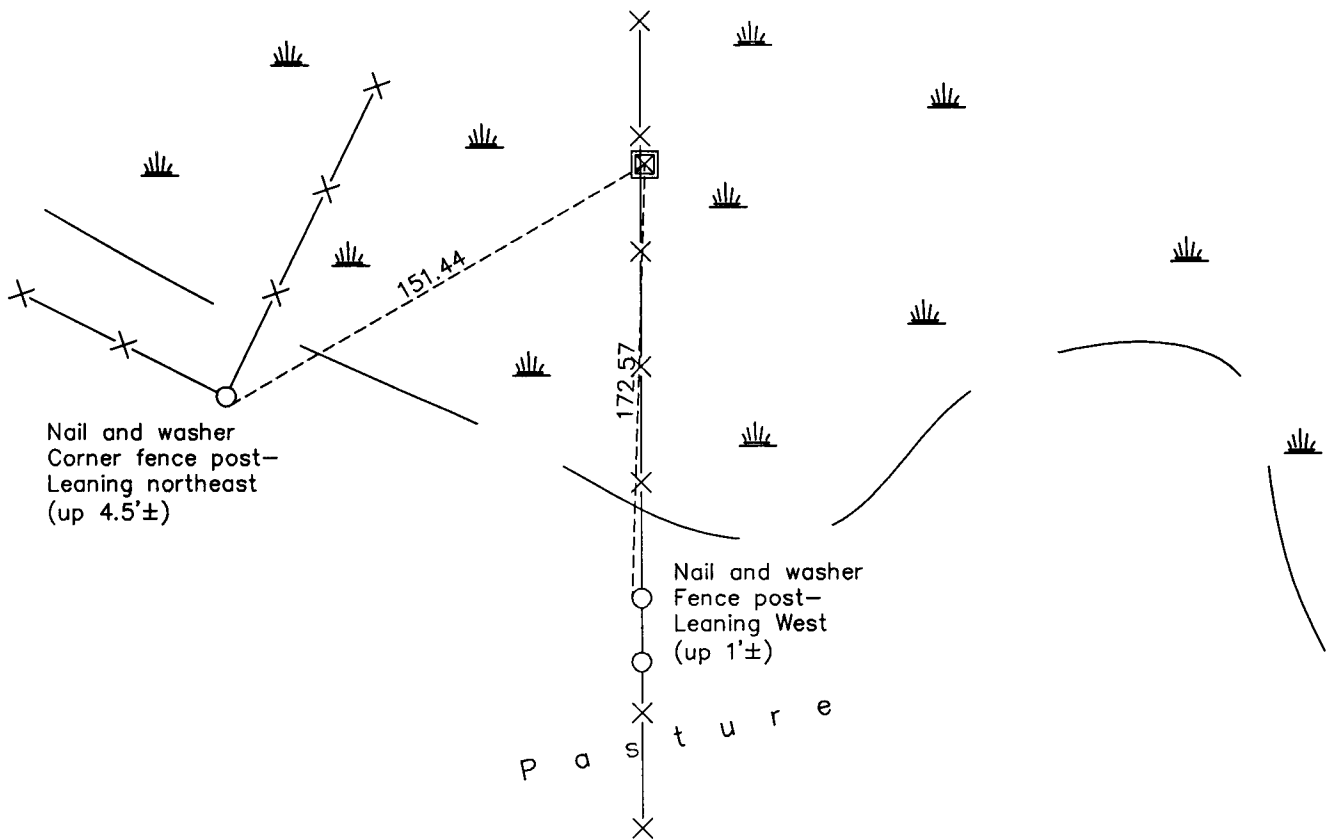 151.44
172.57
Nail and washer
Corner fence post–
Leaning northeast
(up 4.5'±)
Nail and washer
Fence post–
Leaning West
(up 1'±)
Pasture